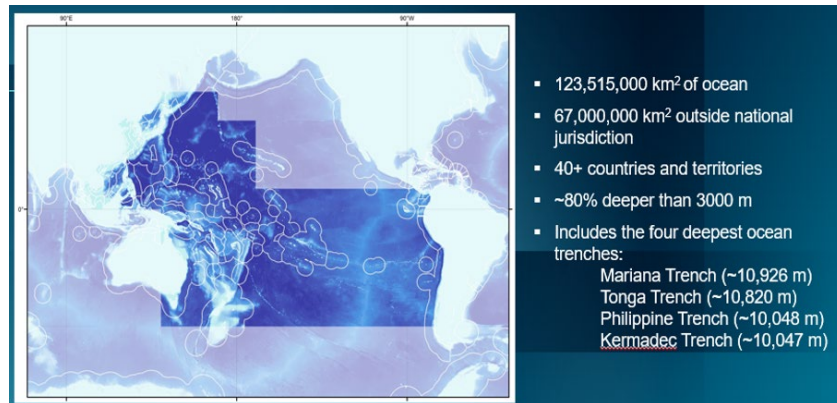 90°E 180° 90°W
0°
▪ 123,515,000 km² of ocean
▪ 67,000,000 km² outside national
jurisdiction
▪ 40+ countries and territories
▪ ~80% deeper than 3000 m
▪ Includes the four deepest ocean
trenches:
Mariana Trench (~10,926 m)
Tonga Trench (~10,820 m)
Philippine Trench (~10,048 m)
Kermadec Trench (~10,047 m)